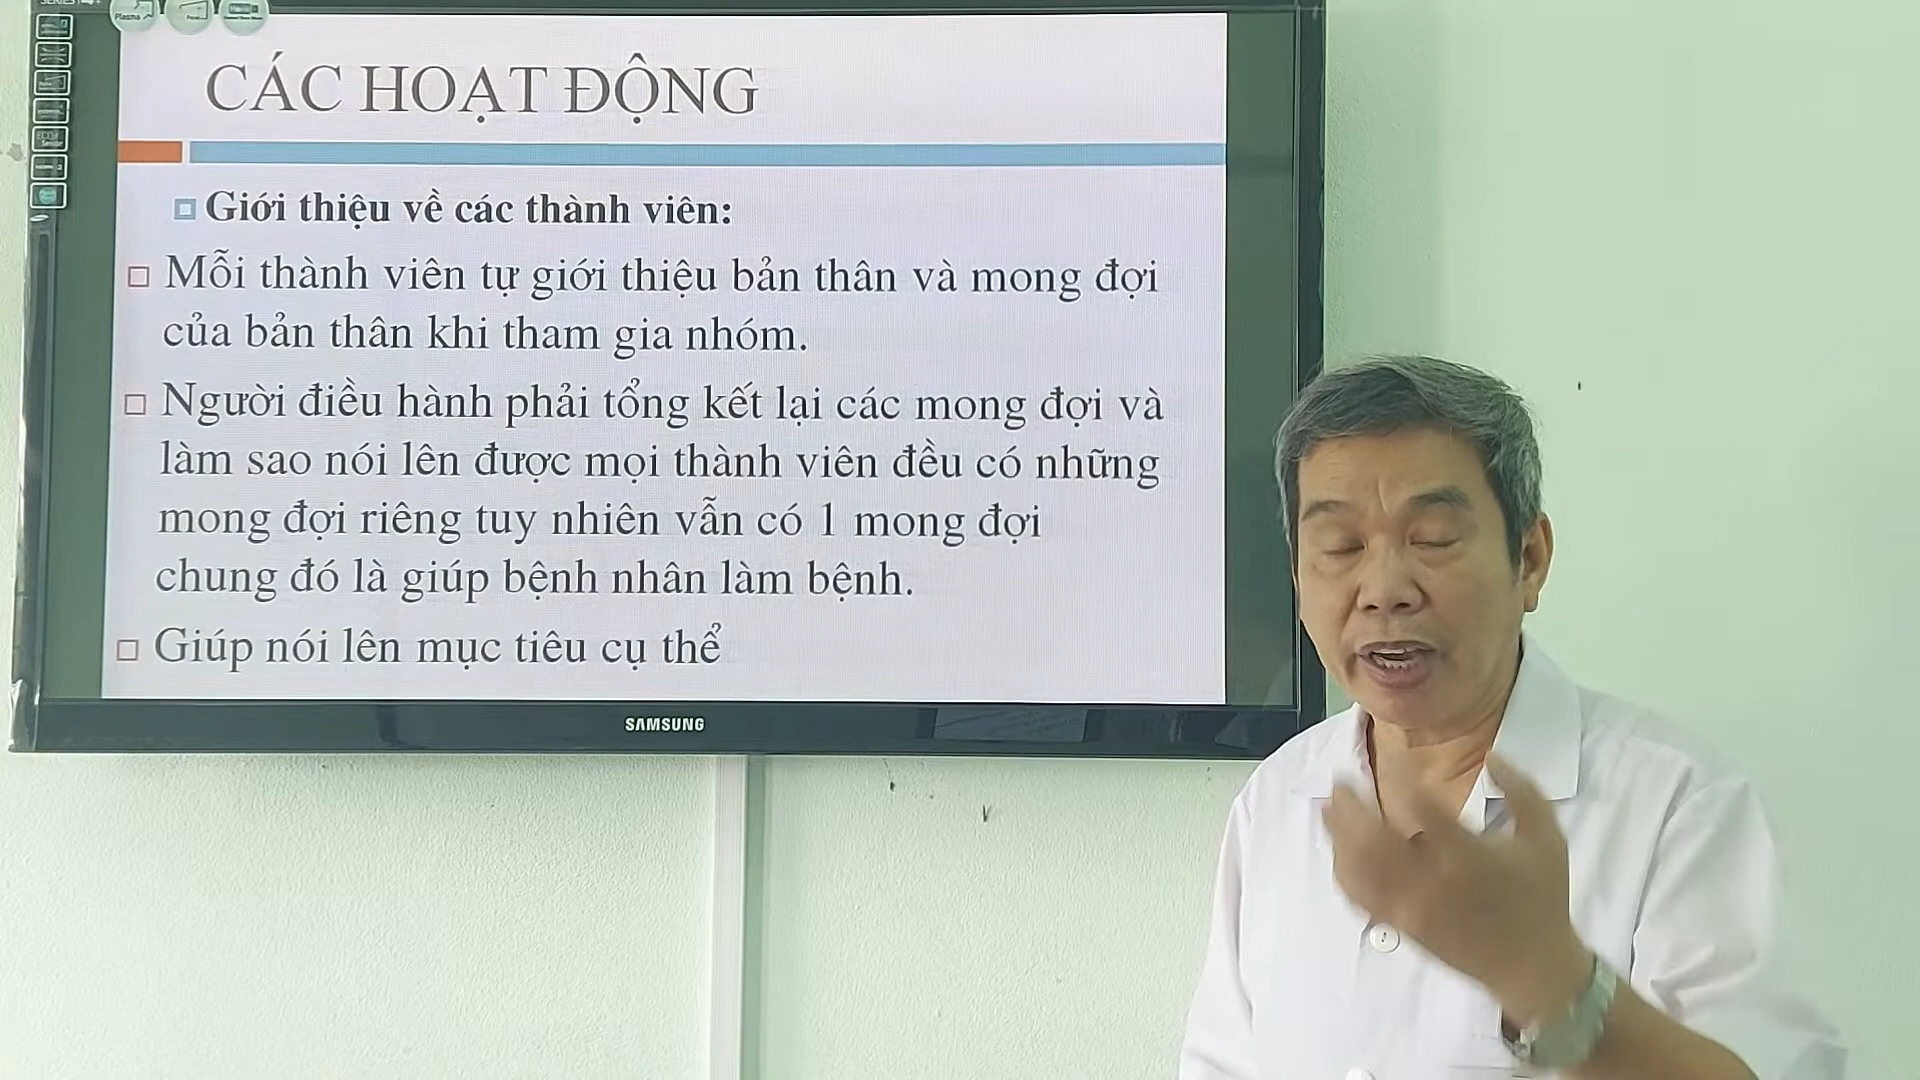 Plasma
CÁC HOẠT ĐỘNG
Giới thiệu về các thành viên:
Mỗi thành viên tự giới thiệu bản thân và mong đợi
của bản thân khi tham gia nhóm.
Người điều hành phải tổng kết lại các mong đợi và
làm sao nói lên được mọi thành viên đều có những
mong đợi riêng tuy nhiên vẫn có 1 mong đợi
chung đó là giúp bệnh nhân làm bệnh.
Giúp nói lên mục tiêu cụ thể
SAMSUNG